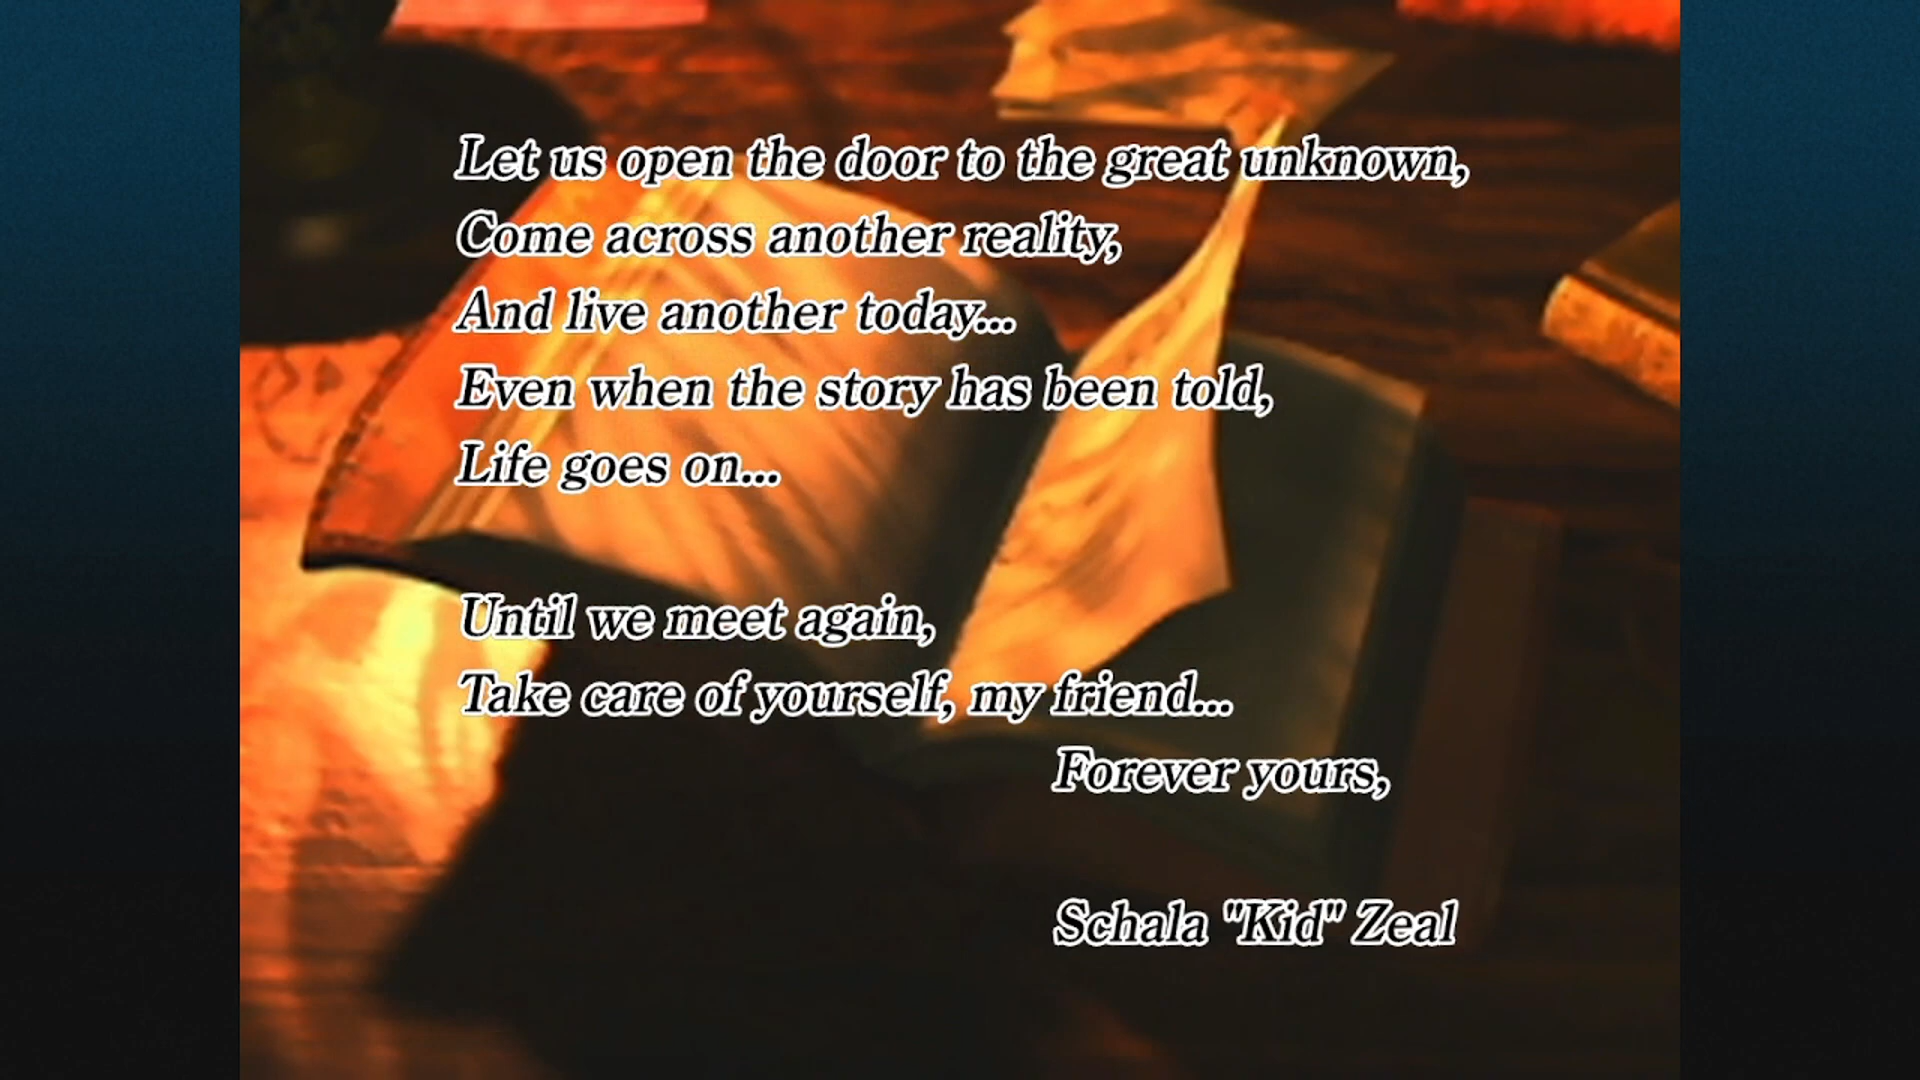 Let us open the door to the great unknown,
Come across another reality,
And live another today...
Even when the story has been told,
Life goes on...
Until we meet again,
Take care of yourself, my friend...
Forever yours,
Schala "Kid" Zeal